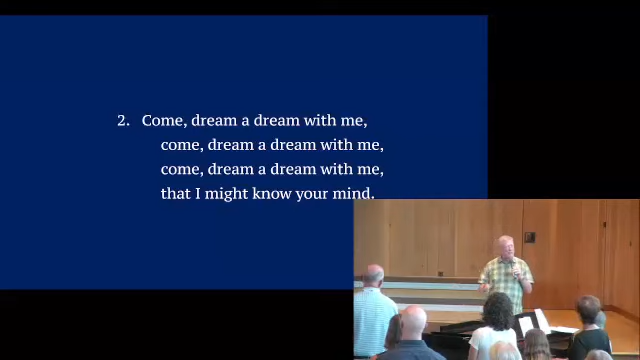 2. Come, dream a dream with me,
come, dream a dream with me,
come, dream a dream with me,
that I might know your mind.